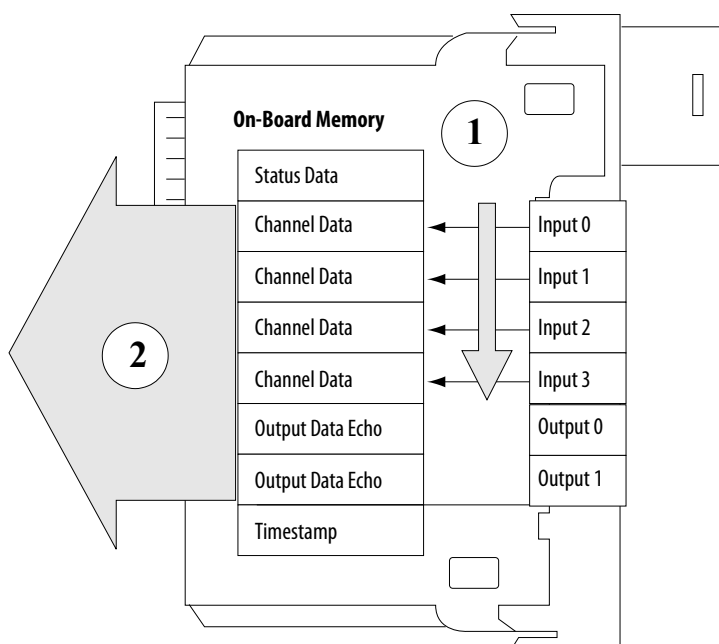 On-Board Memory
1
Status Data
Channel Data
Input 0
Channel Data
Input 1
Channel Data
Input 2
2
Channel Data
Input 3
Output Data Echo
Output 0
Output Data Echo
Output 1
Timestamp